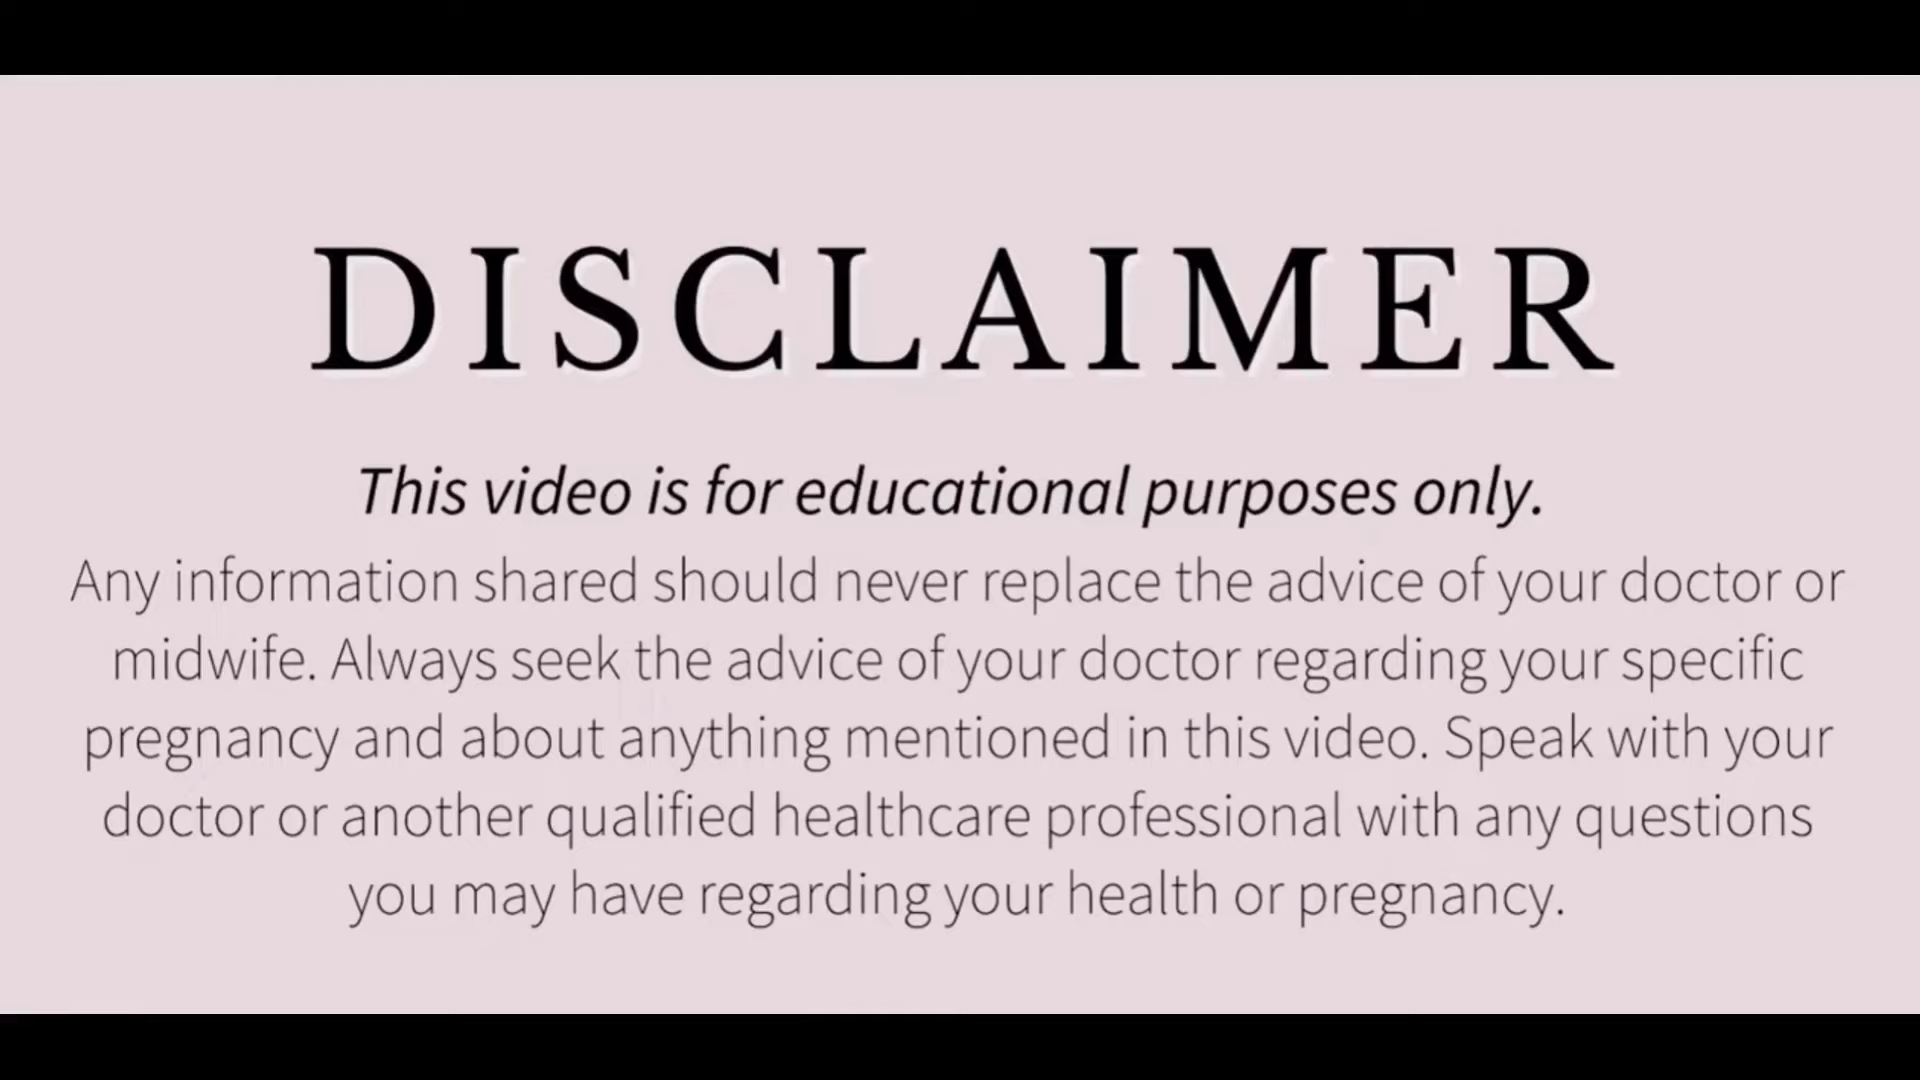 DISCLAIMER
This video is for educational purposes only.
Any information shared should never replace the advice of your doctor or
midwife. Always seek the advice of your doctor regarding your specific
pregnancy and about anything mentioned in this video. Speak with your
doctor or another qualified healthcare professional with any questions
you may have regarding your health or pregnancy.